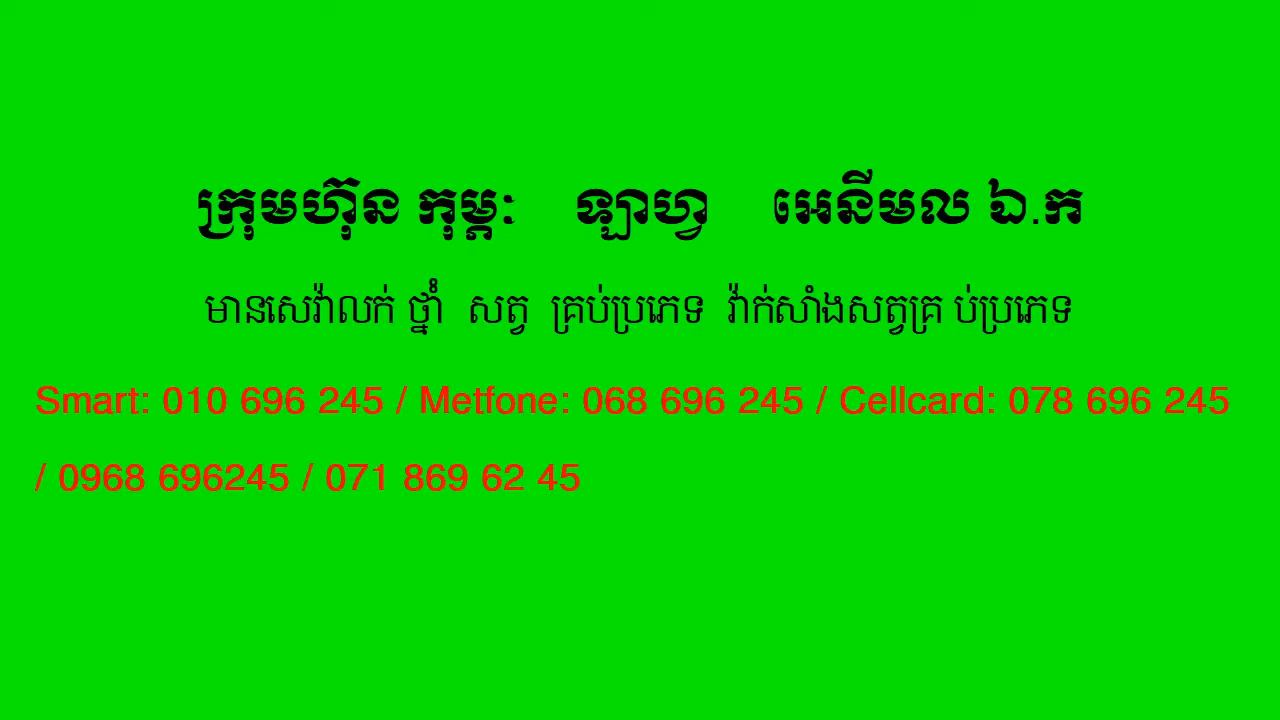 ក្រុមហ៊ុន កុម្ភៈ ឡាហ្វ អេនីមល ឯ.ក
មានសេវ៉ាលក់ ថ្នាំ សត្វ គ្រប់ប្រភេទ វ៉ាក់សាំងសត្វគ្រ ប់ប្រភេទ
Smart: 010 696 245 / Metfone: 068 696 245 / Cellcard: 078 696 245
/ 0968 696245 / 071 869 62 45